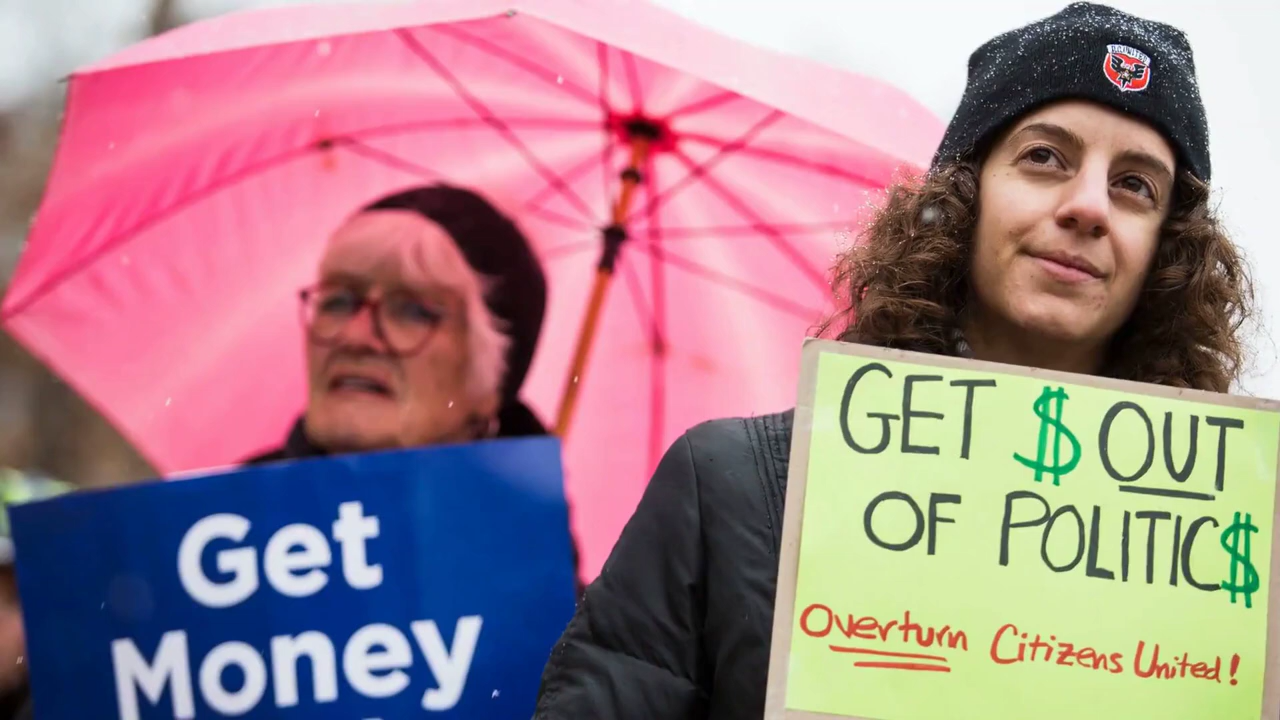 Get
Money
GET $ OUT
OF POLITIC$
Overturn Citizens United!